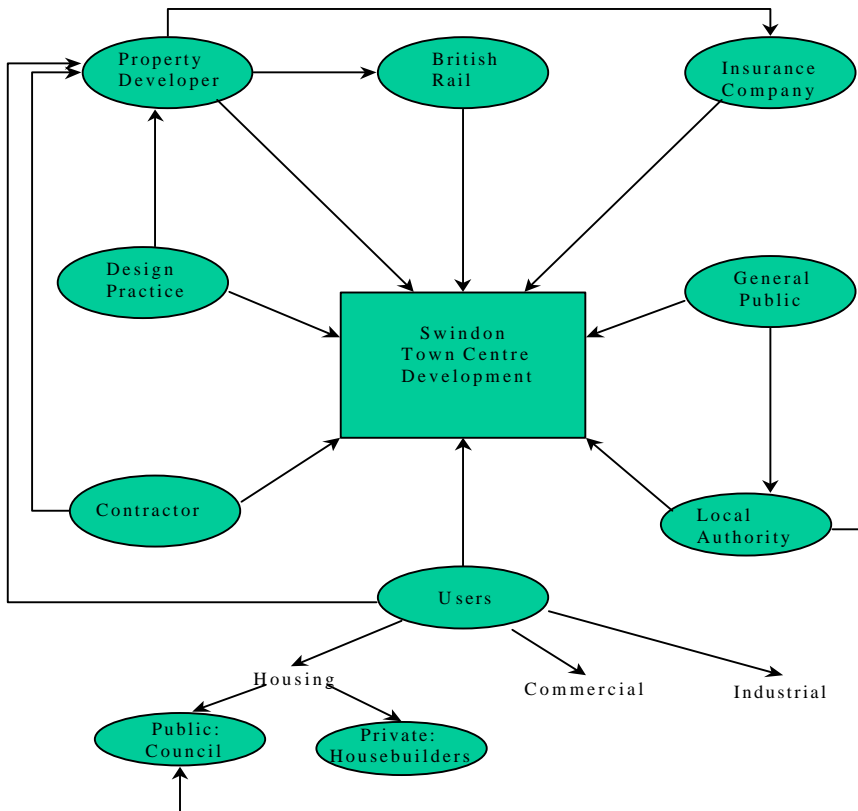 Property
Developer
British
Rail
Insurance
Company
Design
Practice
General
Public
Swindon
Town Centre
Development
Contractor
Local
Authority
Users
Housing
Commercial
Industrial
Public:
Council
Private:
Housebuilders